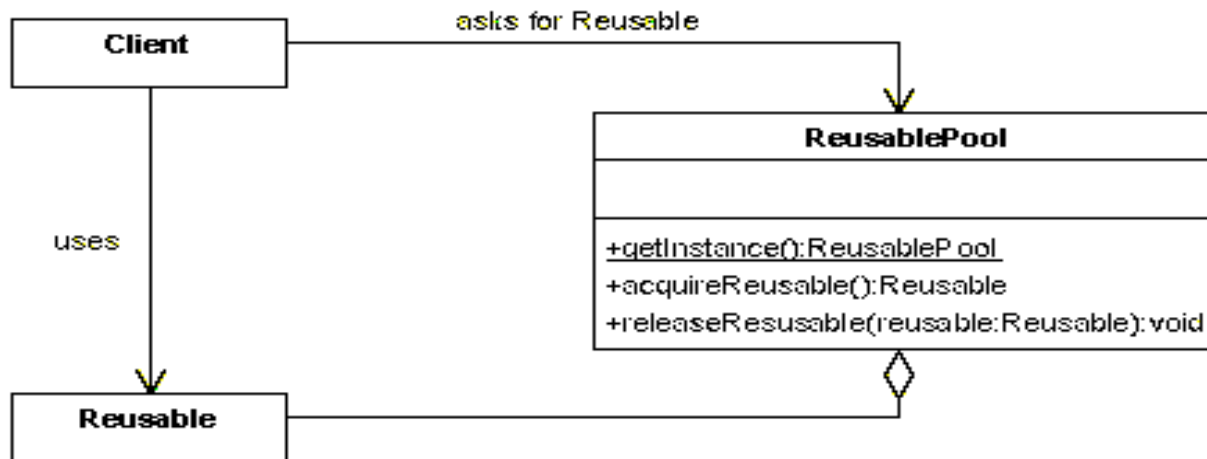 asks for Reusable
Client
ReusablePool
uses
+getInstance():ReusablePool
+acquireReusable():Reusable
+releaseResusable(reusable:Reusable):void
Reusable